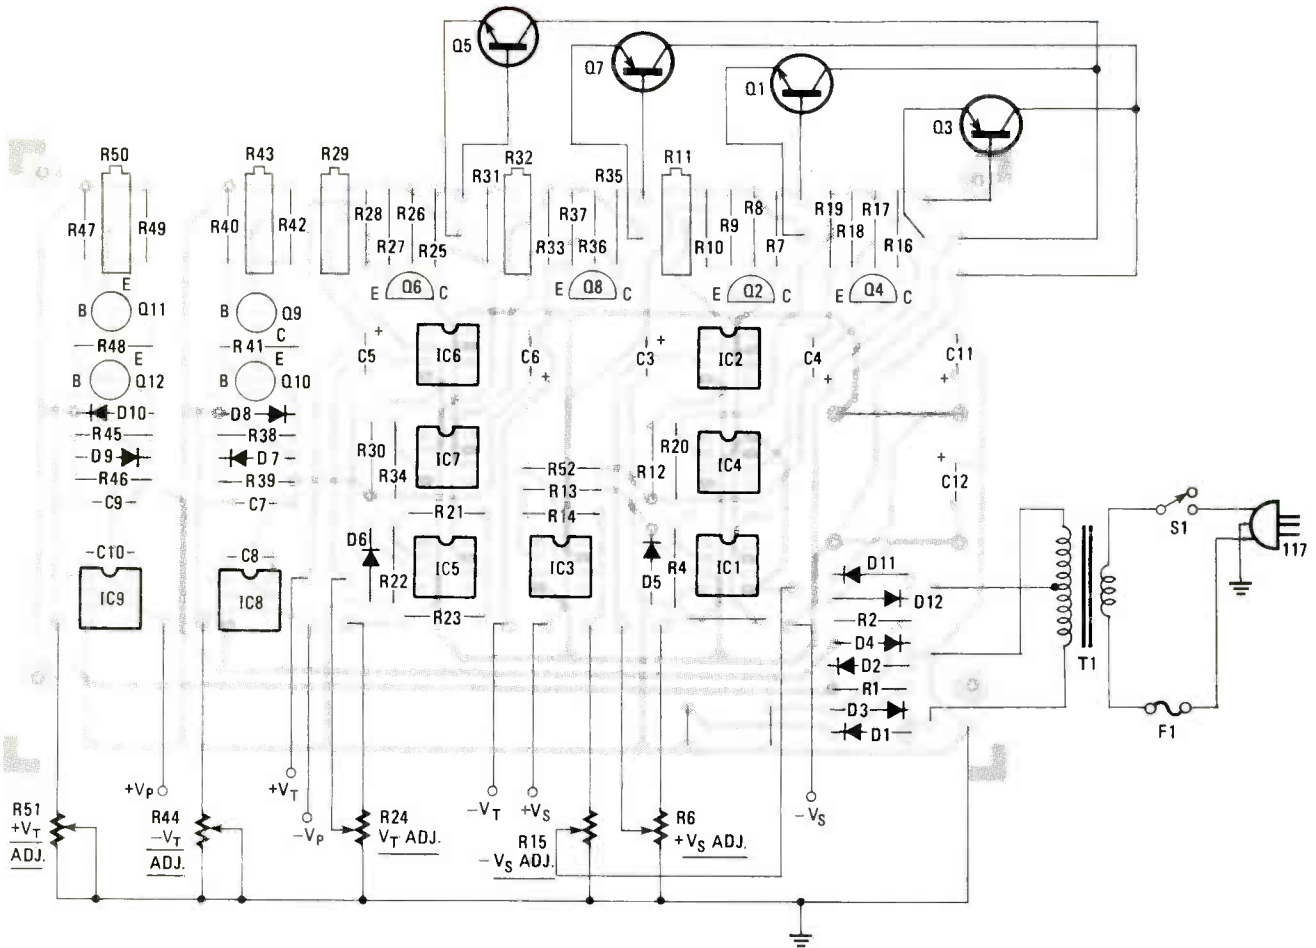 Q5
Q7
Q1
Q3
R50
R43
R29
R32
R11
R31
R35
R47
R49
R40
R42
R28
R26
R27
R25
R33
R37
R36
R10
R9
R8
R7
R19
R18
R17
R16
E
E Q6 C
E Q8 C
E Q2 C
E Q4 C
B Q11
B Q9
C
R48 E
R41 E
B Q12
B Q10
C5 +
IC6
C6 +
C3 +
IC2
C4 +
C11 +
D10
D8
R45
R38
D9
D7
R46
R39
C9
C7
R30
R34
IC7
R52
R13
R14
R12
R20
IC4
+ C12
R21
C10
C8
IC9
IC8
D6
R22
IC5
IC3
D5
R4
IC1
R23
D11
D12
R2
D4
D2
R1
D3
D1
T1
S1
117
F1
+VP
+VT
-VP
-VT
+VS
-VS
R51
+VT
ADJ.
R44
-VT
ADJ.
R24
VT ADJ.
R15
-VS ADJ.
R6
+VS ADJ.